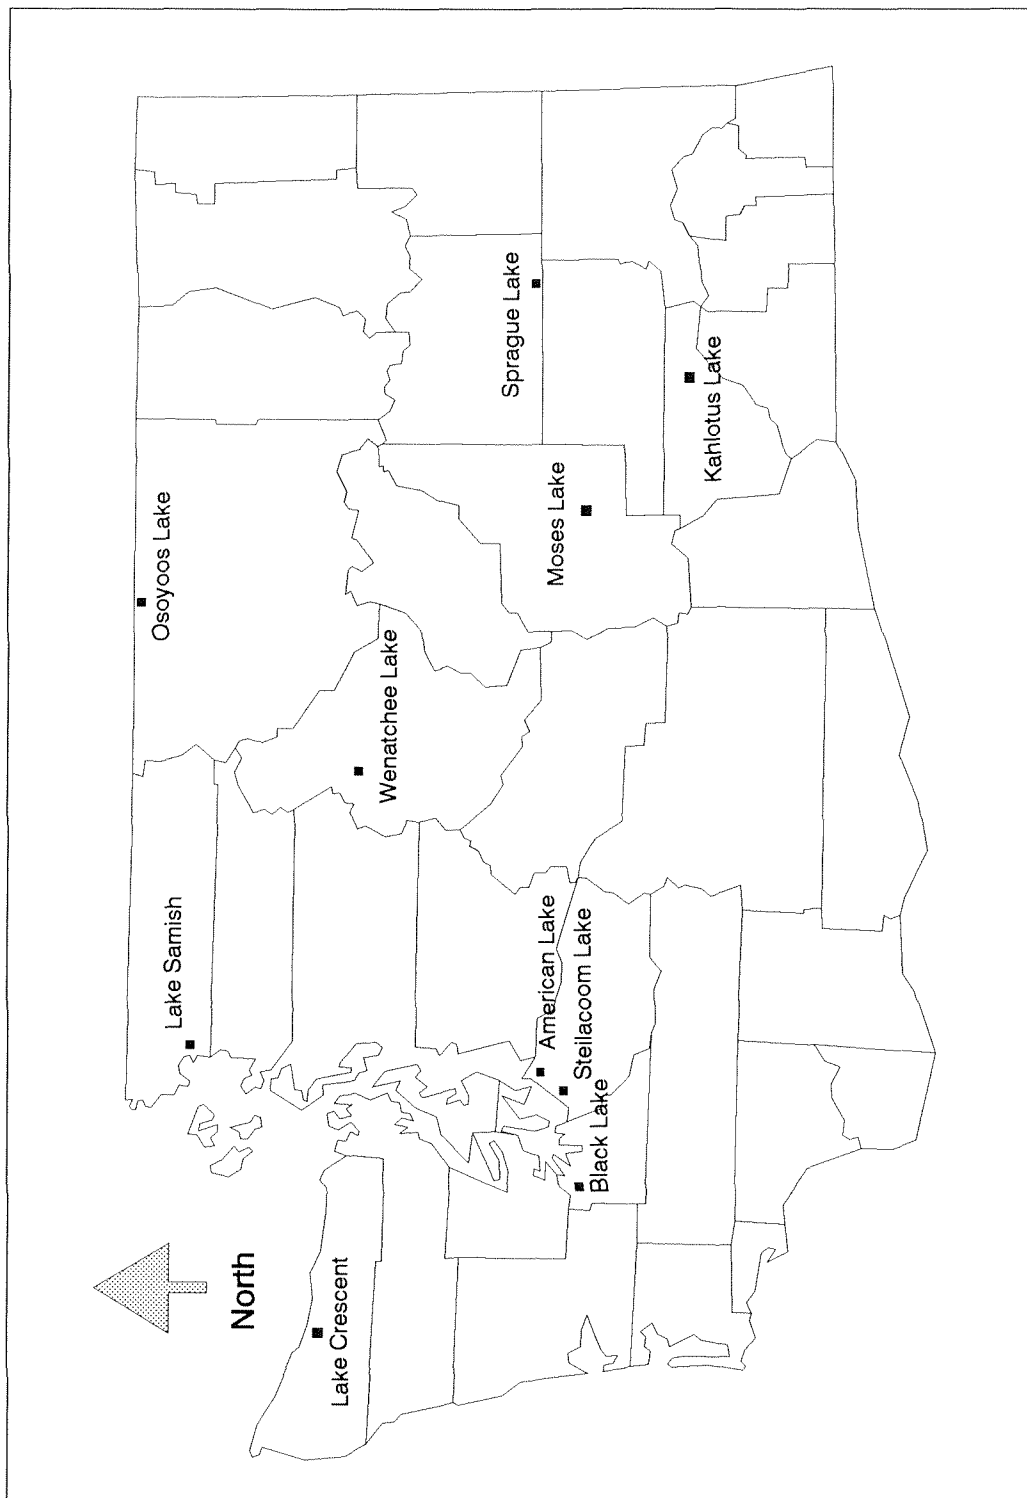 Osoyoos Lake
Lake Samish
North
Lake Crescent
Wenatchee Lake
Sprague Lake
Moses Lake
American Lake
Steilacoom Lake
Black Lake
Kahlotus Lake